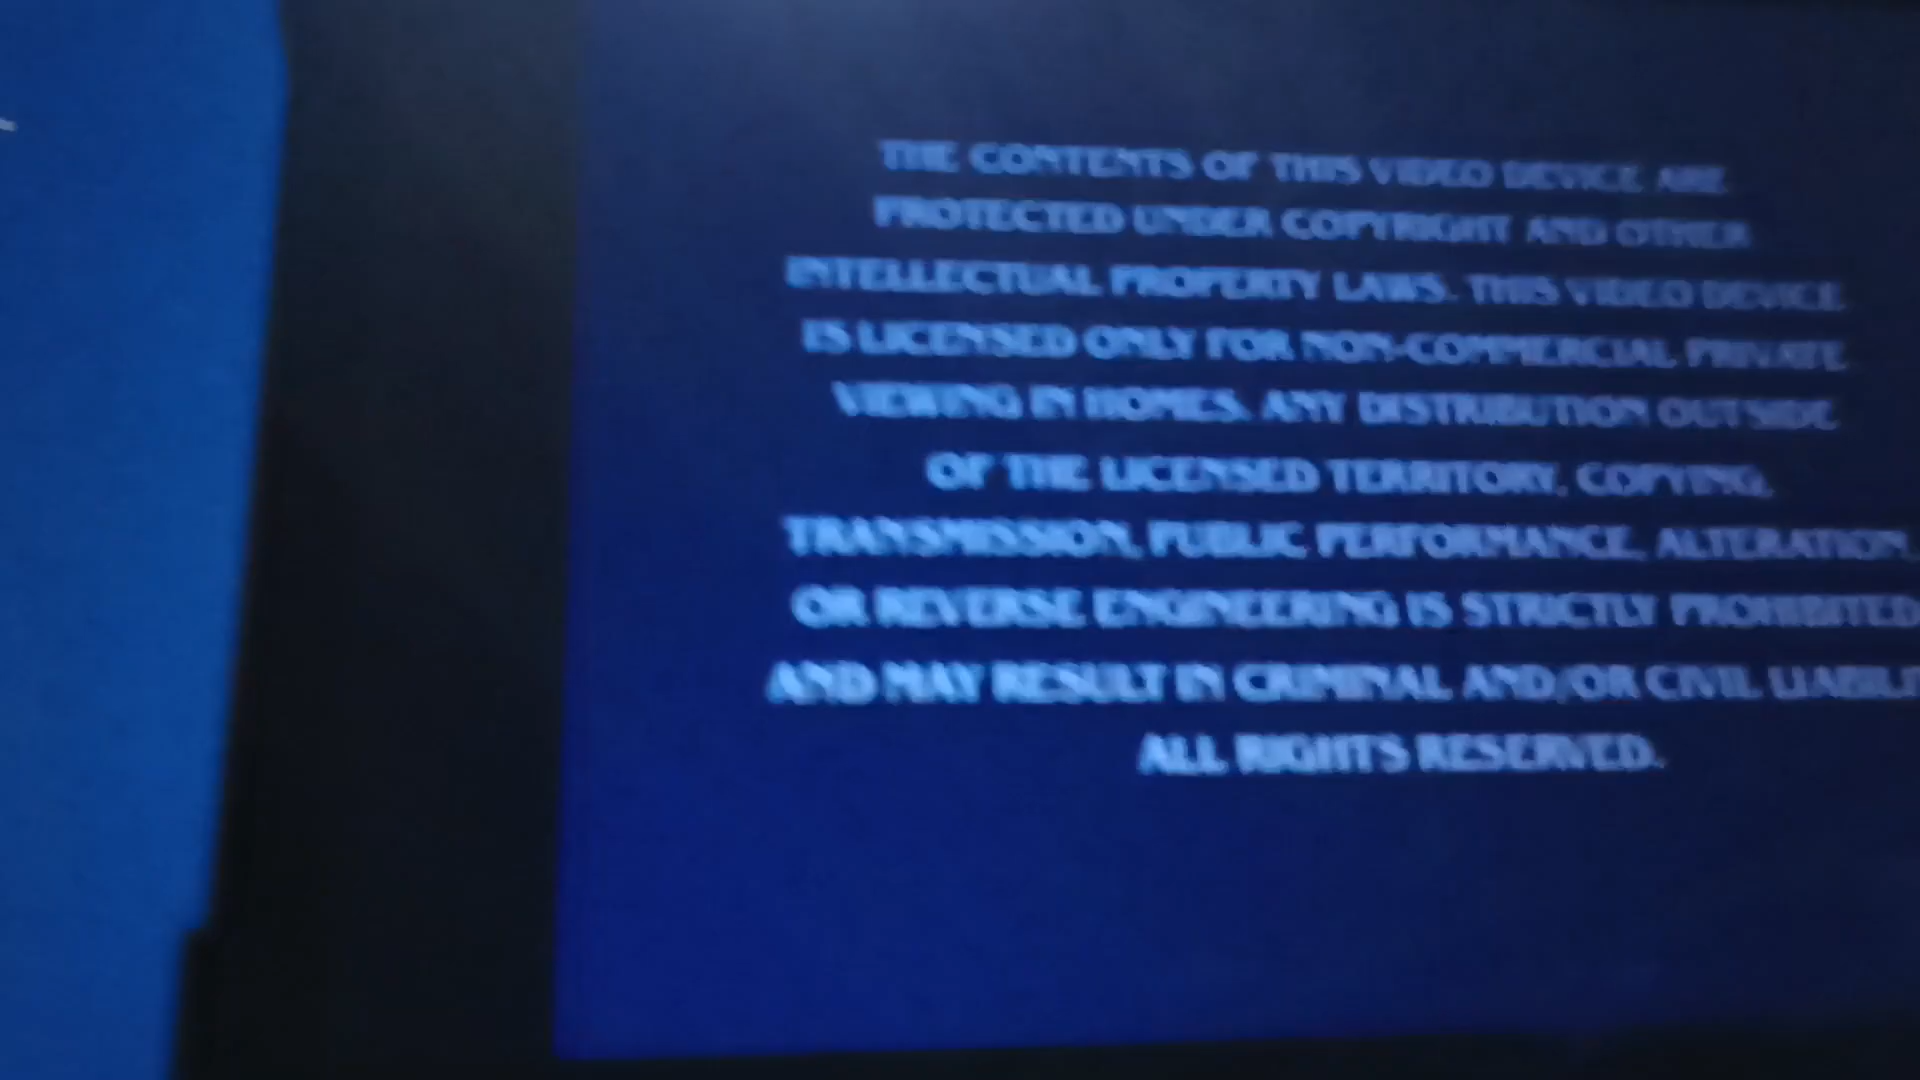 THE CONTENTS OF THIS VIDEO DEVICE ARE
PROTECTED UNDER COPYRIGHT AND OTHER
INTELLECTUAL PROPERTY LAWS. THIS VIDEO DEVICE
IS LICENSED ONLY FOR NON-COMMERCIAL PRIVATE
VIEWING IN HOMES. ANY DISTRIBUTION OUTSIDE
OF THE LICENSED TERRITORY, COPYING,
TRANSMISSION, PUBLIC PERFORMANCE, ALTERATION,
OR REVERSE ENGINEERING IS STRICTLY PROHIBITED
AND MAY RESULT IN CRIMINAL AND/OR CIVIL LIABILIT
ALL RIGHTS RESERVED.